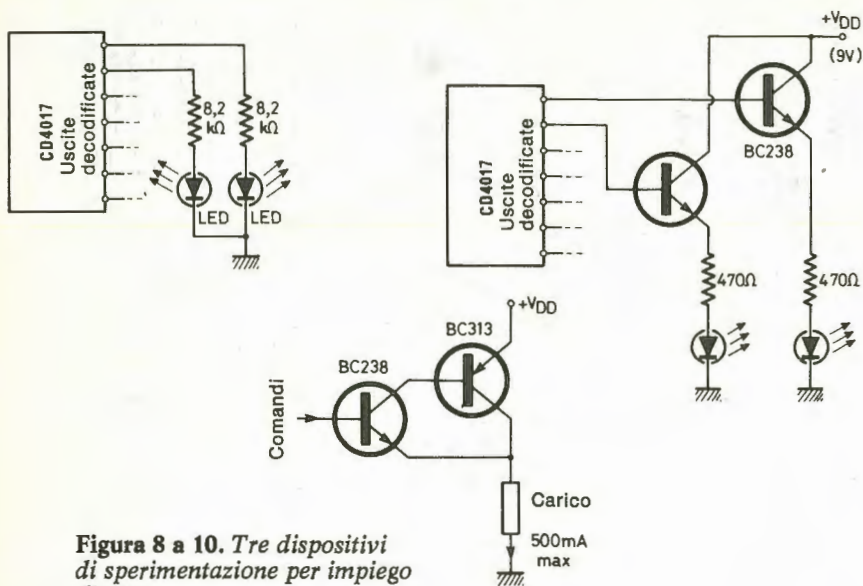 CD4017
Uscite
decodificate
8,2
kΩ
8,2
kΩ
LED
LED
+VDD
(9V)
BC238
CD4017
Uscite
decodificate
470Ω
470Ω
+VDD
BC313
BC238
Comandi
Carico
500mA
max
Figura 8 a 10. Tre dispositivi
di sperimentazione per impiego